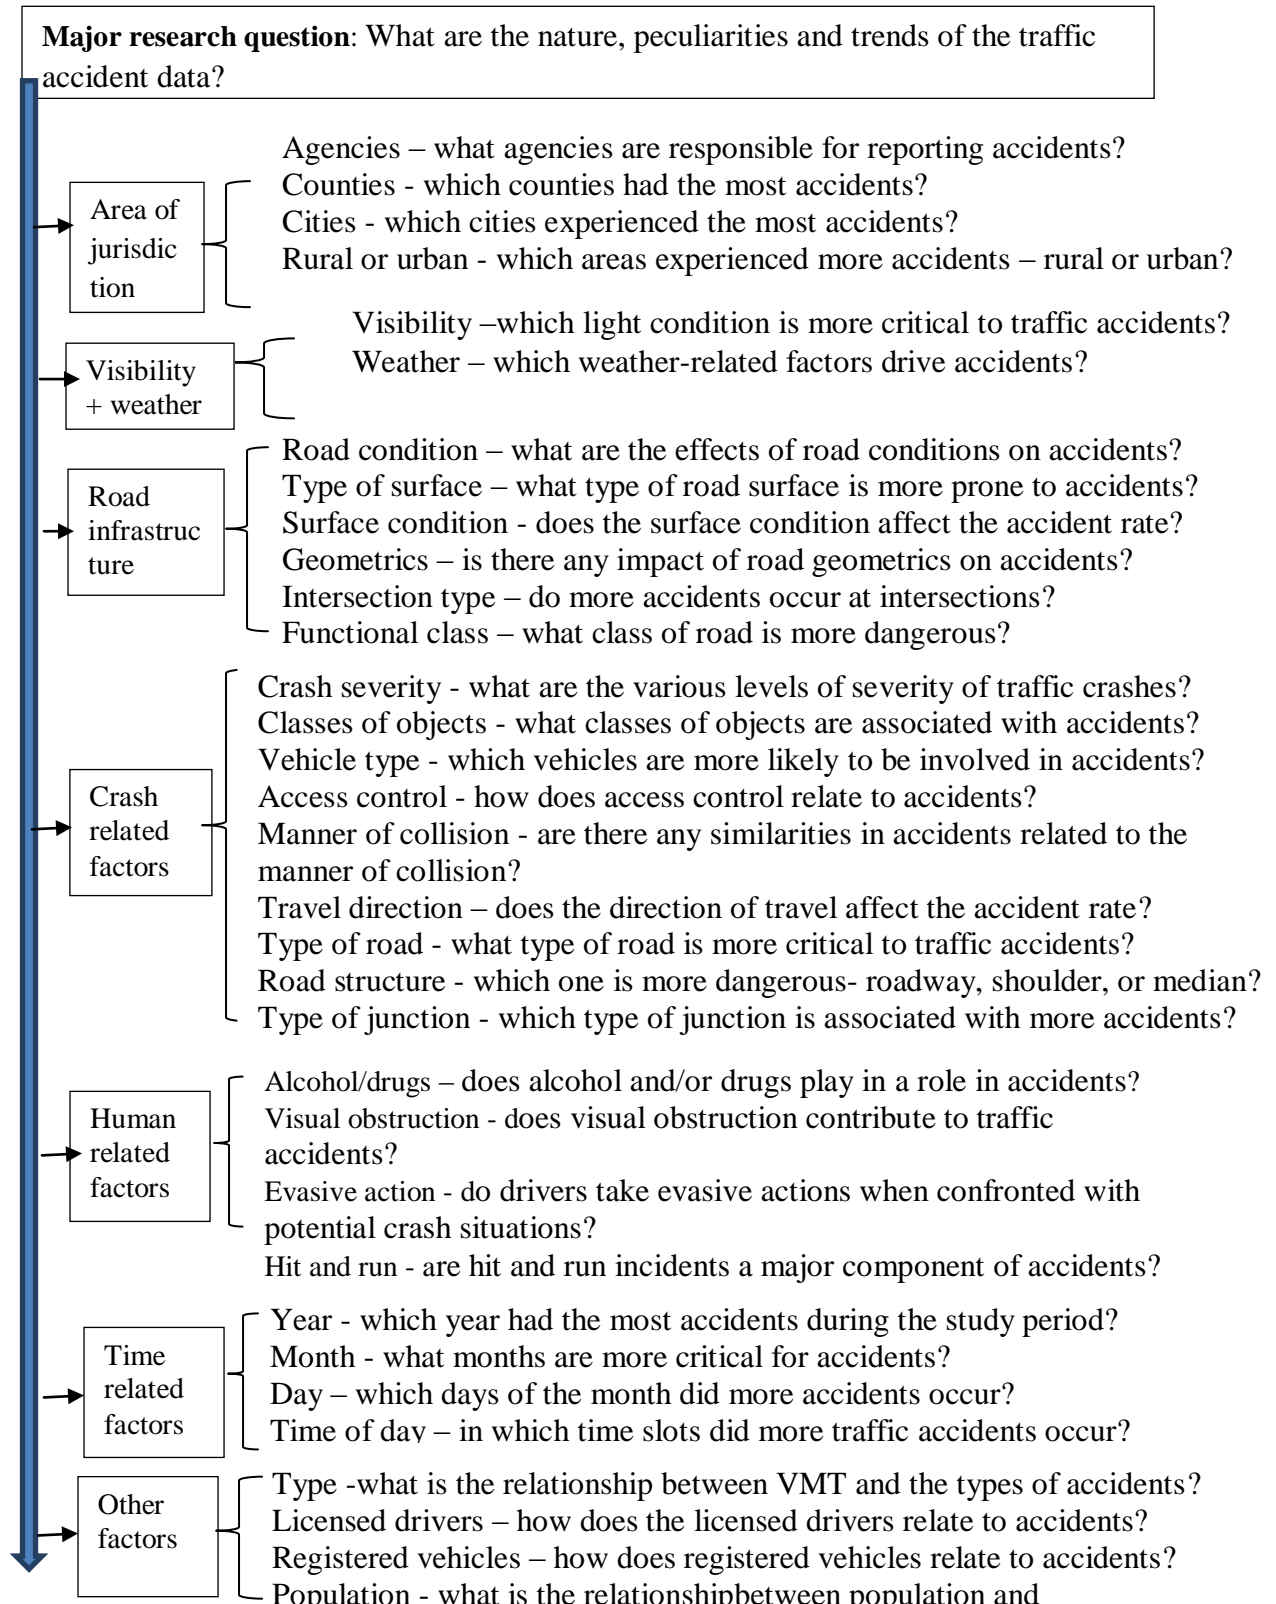 Major research question: What are the nature, peculiarities and trends of the traffic
accident data?
Area of
jurisdic
tion
Agencies – what agencies are responsible for reporting accidents?
Counties - which counties had the most accidents?
Cities - which cities experienced the most accidents?
Rural or urban - which areas experienced more accidents – rural or urban?
Visibility
+ weather
Visibility –which light condition is more critical to traffic accidents?
Weather – which weather-related factors drive accidents?
Road
infrastruc
ture
Road condition – what are the effects of road conditions on accidents?
Type of surface – what type of road surface is more prone to accidents?
Surface condition - does the surface condition affect the accident rate?
Geometrics – is there any impact of road geometrics on accidents?
Intersection type – do more accidents occur at intersections?
Functional class – what class of road is more dangerous?
Crash
related
factors
Crash severity - what are the various levels of severity of traffic crashes?
Classes of objects - what classes of objects are associated with accidents?
Vehicle type - which vehicles are more likely to be involved in accidents?
Access control - how does access control relate to accidents?
Manner of collision - are there any similarities in accidents related to the
manner of collision?
Travel direction – does the direction of travel affect the accident rate?
Type of road - what type of road is more critical to traffic accidents?
Road structure - which one is more dangerous- roadway, shoulder, or median?
Type of junction - which type of junction is associated with more accidents?
Human
related
factors
Alcohol/drugs – does alcohol and/or drugs play in a role in accidents?
Visual obstruction - does visual obstruction contribute to traffic
accidents?
Evasive action - do drivers take evasive actions when confronted with
potential crash situations?
Hit and run - are hit and run incidents a major component of accidents?
Time
related
factors
Year - which year had the most accidents during the study period?
Month - what months are more critical for accidents?
Day – which days of the month did more accidents occur?
Time of day – in which time slots did more traffic accidents occur?
Other
factors
Type -what is the relationship between VMT and the types of accidents?
Licensed drivers – how does the licensed drivers relate to accidents?
Registered vehicles – how does registered vehicles relate to accidents?
Population - what is the relationshipbetween population and